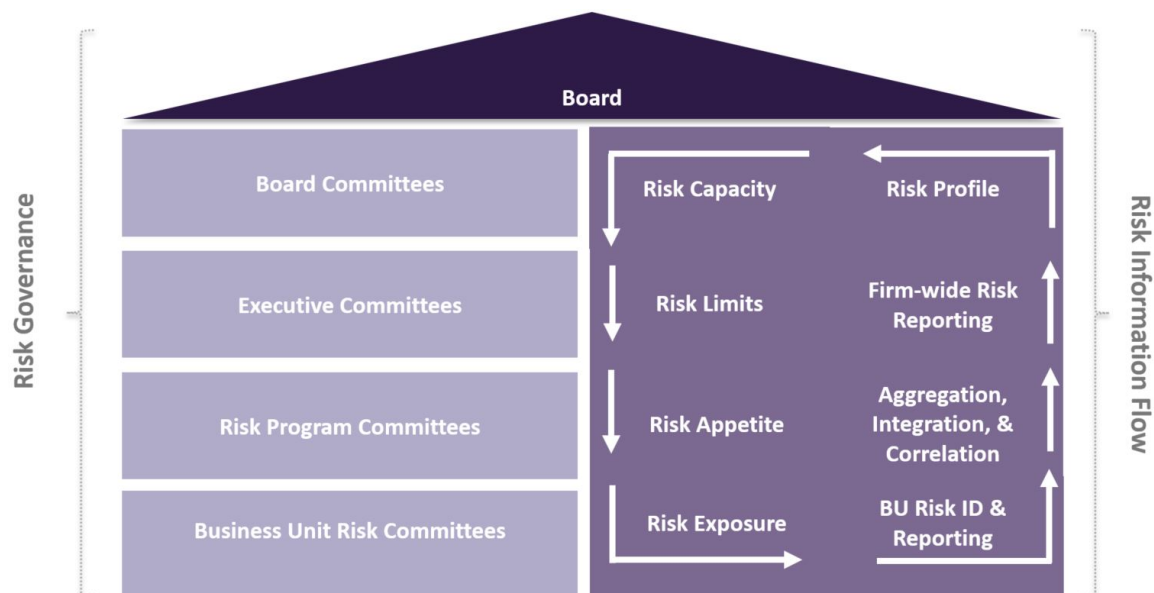 Board
Risk Governance
Board Committees
Executive Committees
Risk Program Committees
Business Unit Risk Committees
Risk Capacity
Risk Limits
Risk Appetite
Risk Exposure
Risk Profile
Firm-wide Risk
Reporting
Aggregation,
Integration, &
Correlation
BU Risk ID &
Reporting
Risk Information Flow